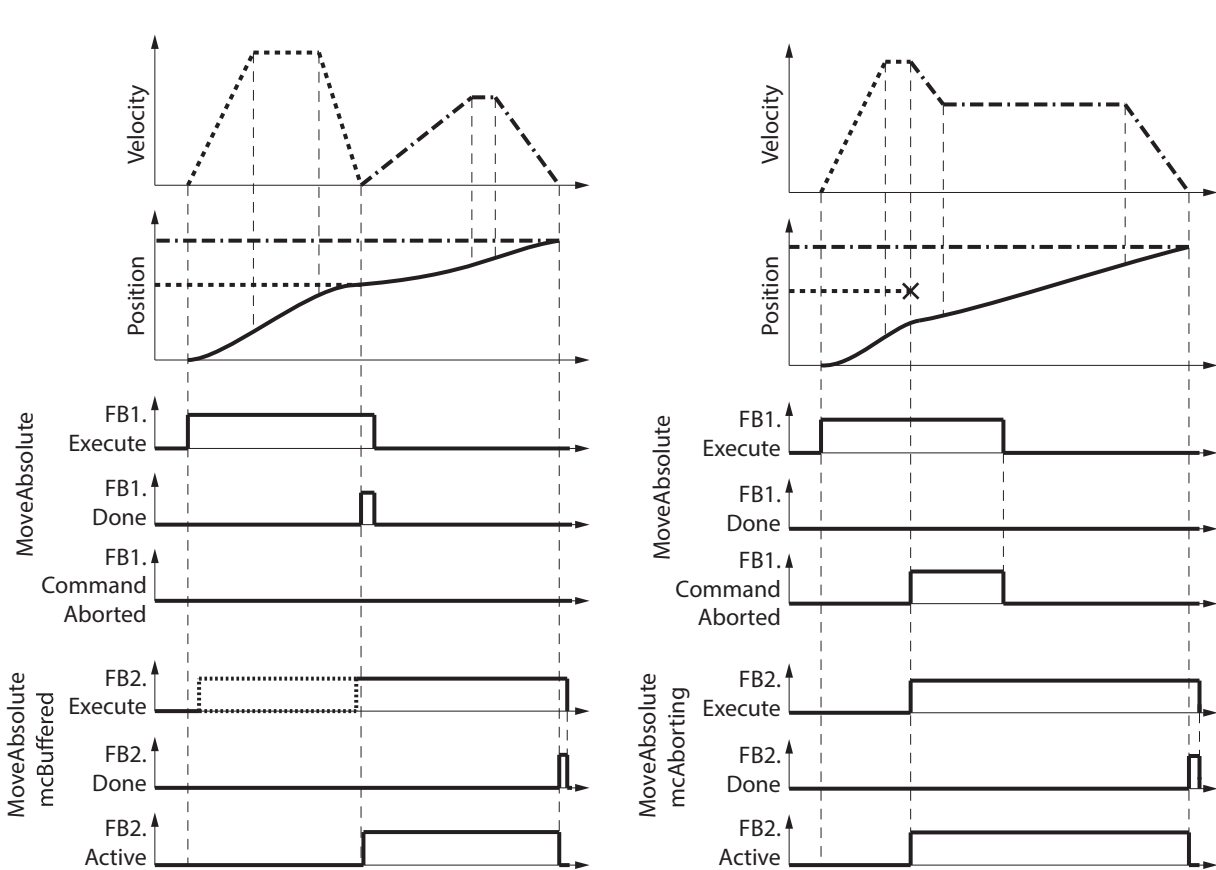 Velocity
Position
MoveAbsolute
FB1.
Execute
FB1.
Done
FB1.
Command
Aborted
MoveAbsolute
mcBuffered
FB2.
Execute
FB2.
Done
FB2.
Active
Velocity
Position
MoveAbsolute
FB1.
Execute
FB1.
Done
FB1.
Command
Aborted
MoveAbsolute
mcAborting
FB2.
Execute
FB2.
Done
FB2.
Active